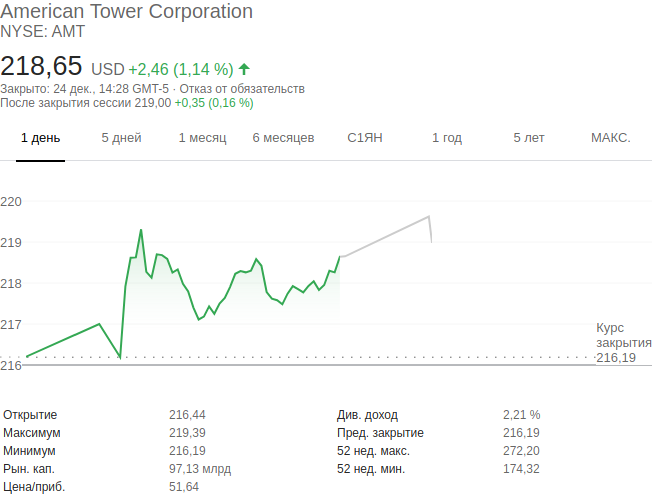 American Tower Corporation
NYSE: AMT
218,65 USD +2,46 (1,14 %)
Закрыто: 24 дек., 14:28 GMT-5 · Отказ от обязательств
После закрытия сессии 219,00 +0,35 (0,16 %)
1 день 5 дней 1 месяц 6 месяцев С1ЯН 1 год 5 лет МАКС.
220
219
218
217
216
Курс
закрытия
216,19
Открытие 216,44 Див. доход 2,21 %
Максимум 219,39 Пред. закрытие 216,19
Минимум 216,19 52 нед. макс. 272,20
Рын. кап. 97,13 млрд 52 нед. мин. 174,32
Цена/приб. 51,64